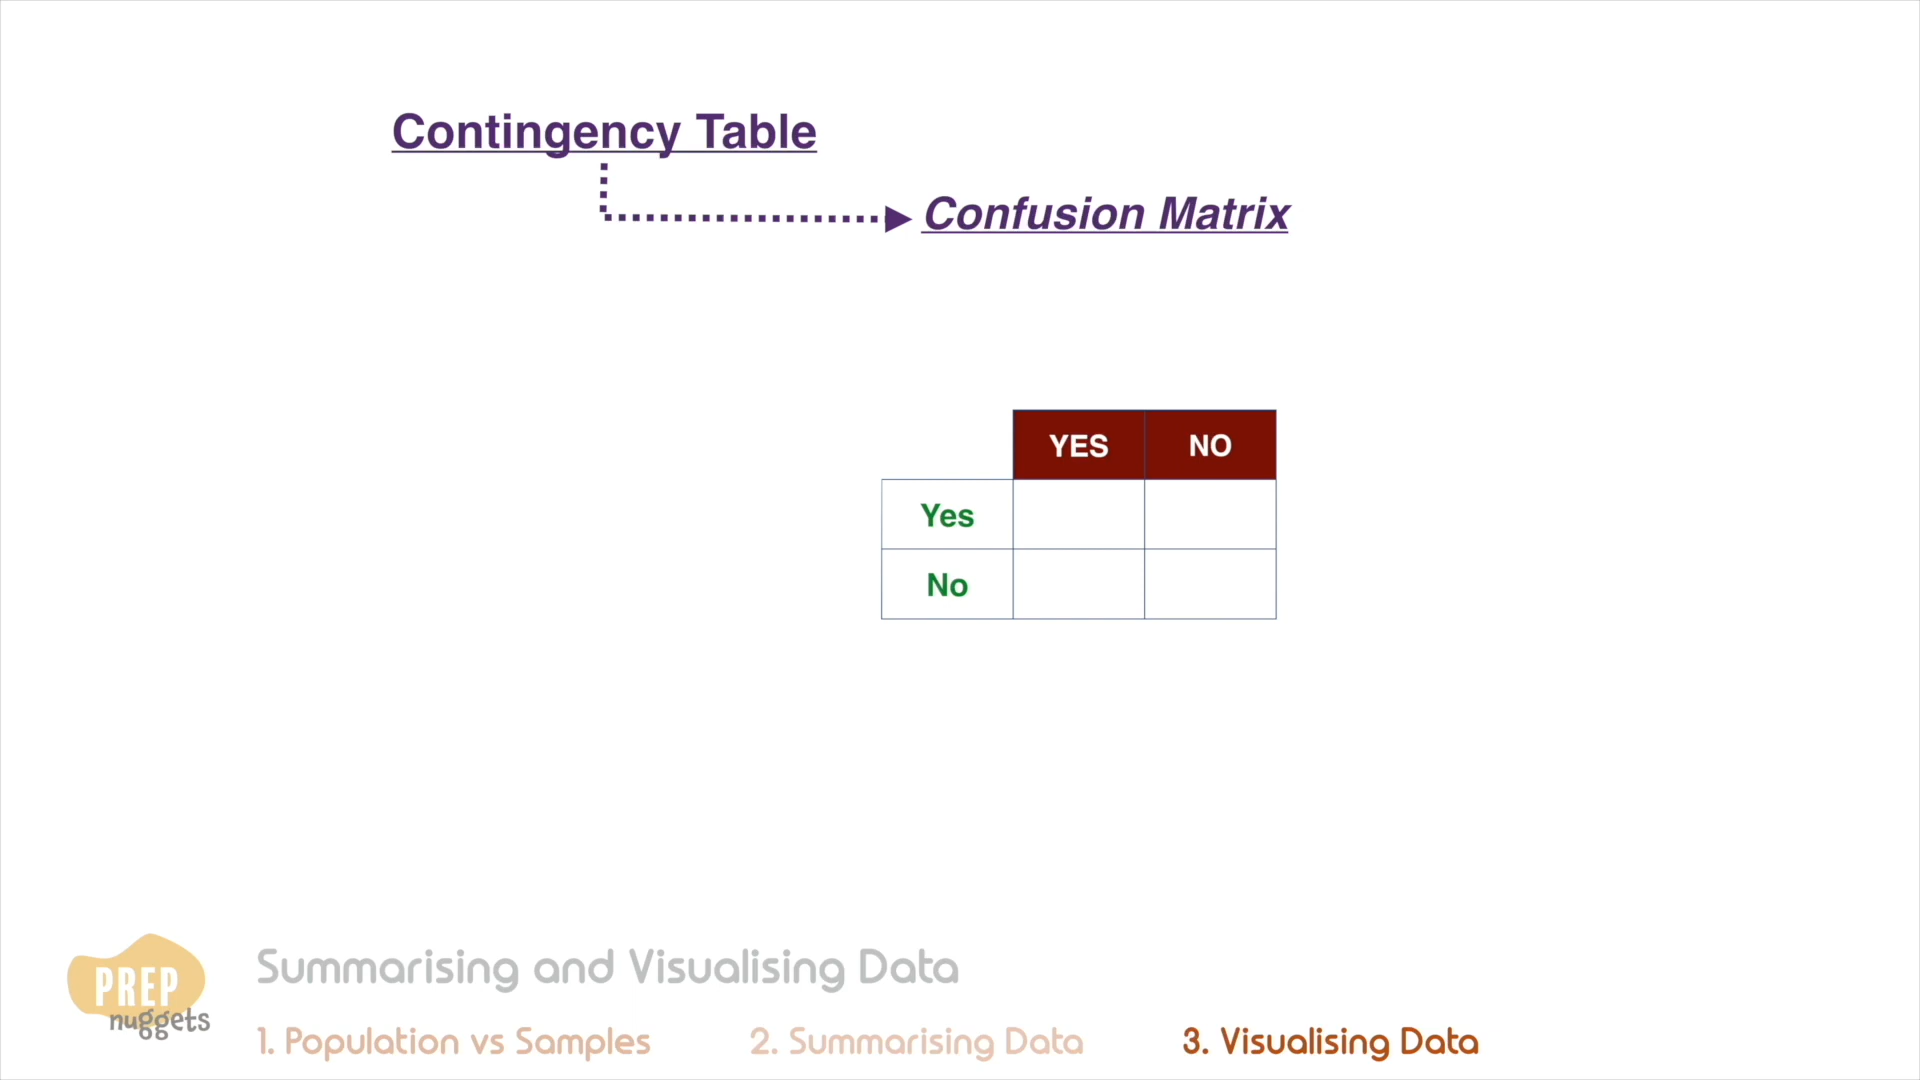 Contingency Table
Confusion Matrix
YES NO
Yes
No
PREP
nuggets
Summarising and Visualising Data
1. Population vs Samples 2. Summarising Data 3. Visualising Data